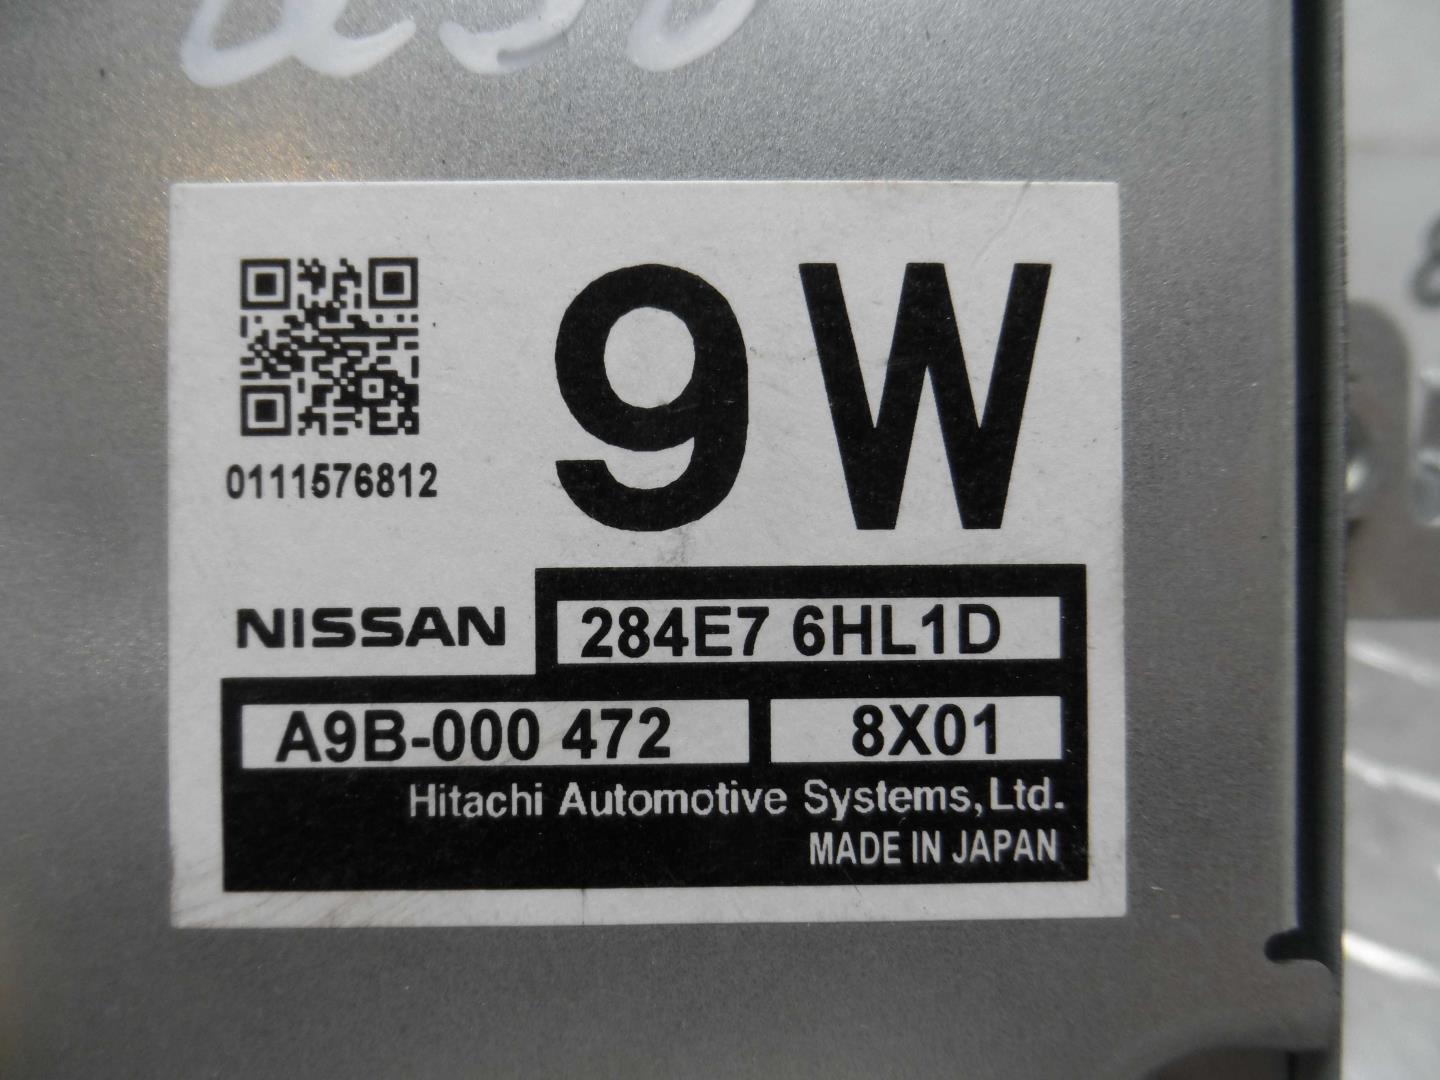 9W
0111576812
NISSAN
284E7 6HL1D
A9B-000 472
8X01
Hitachi Automotive Systems, Ltd.
MADE IN JAPAN